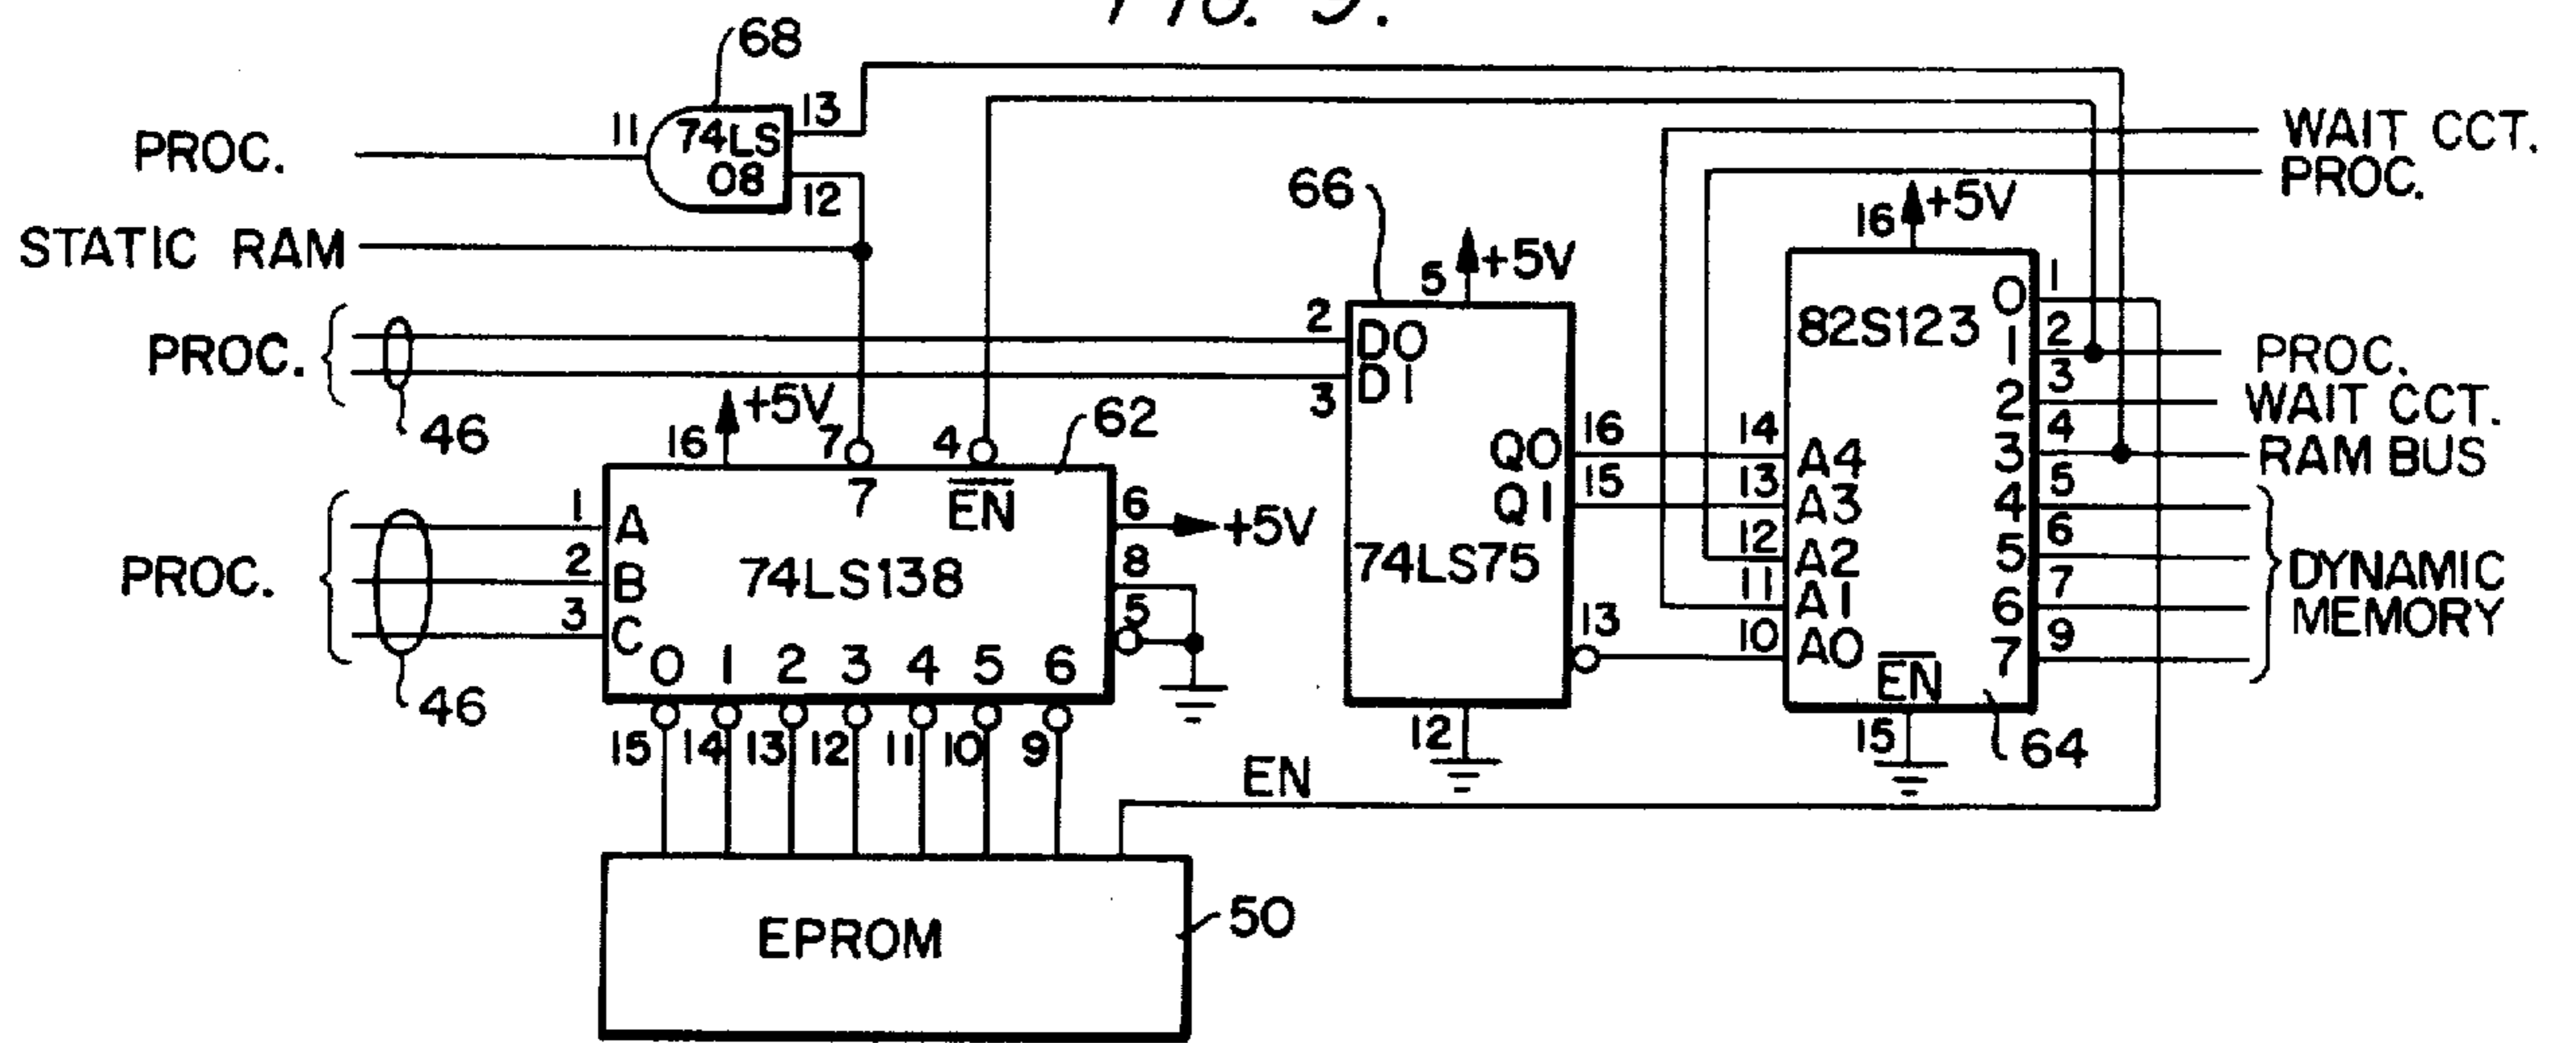 FIG. 5.
68
PROC.
11
74LS
08
13
12
STATIC RAM
PROC.
46
PROC.
46
16
+5V
7
4
62
7
EN
1
A
2
B
3
C
74LS138
6
+5V
8
5
0 1 2 3 4 5 6
15 14 13 12 11 10 9
EPROM
50
EN
66
5
+5V
2
D0
3
D1
Q0
16
Q1
15
74LS75
13
12
WAIT CCT.
PROC.
16
+5V
82S123
14
A4
13
A3
12
A2
11
A1
10
A0
EN
15
64
0
1
1
2
PROC.
2
3
WAIT CCT.
3
4
RAM BUS
4
5
5
6
6
7
7
9
DYNAMIC
MEMORY